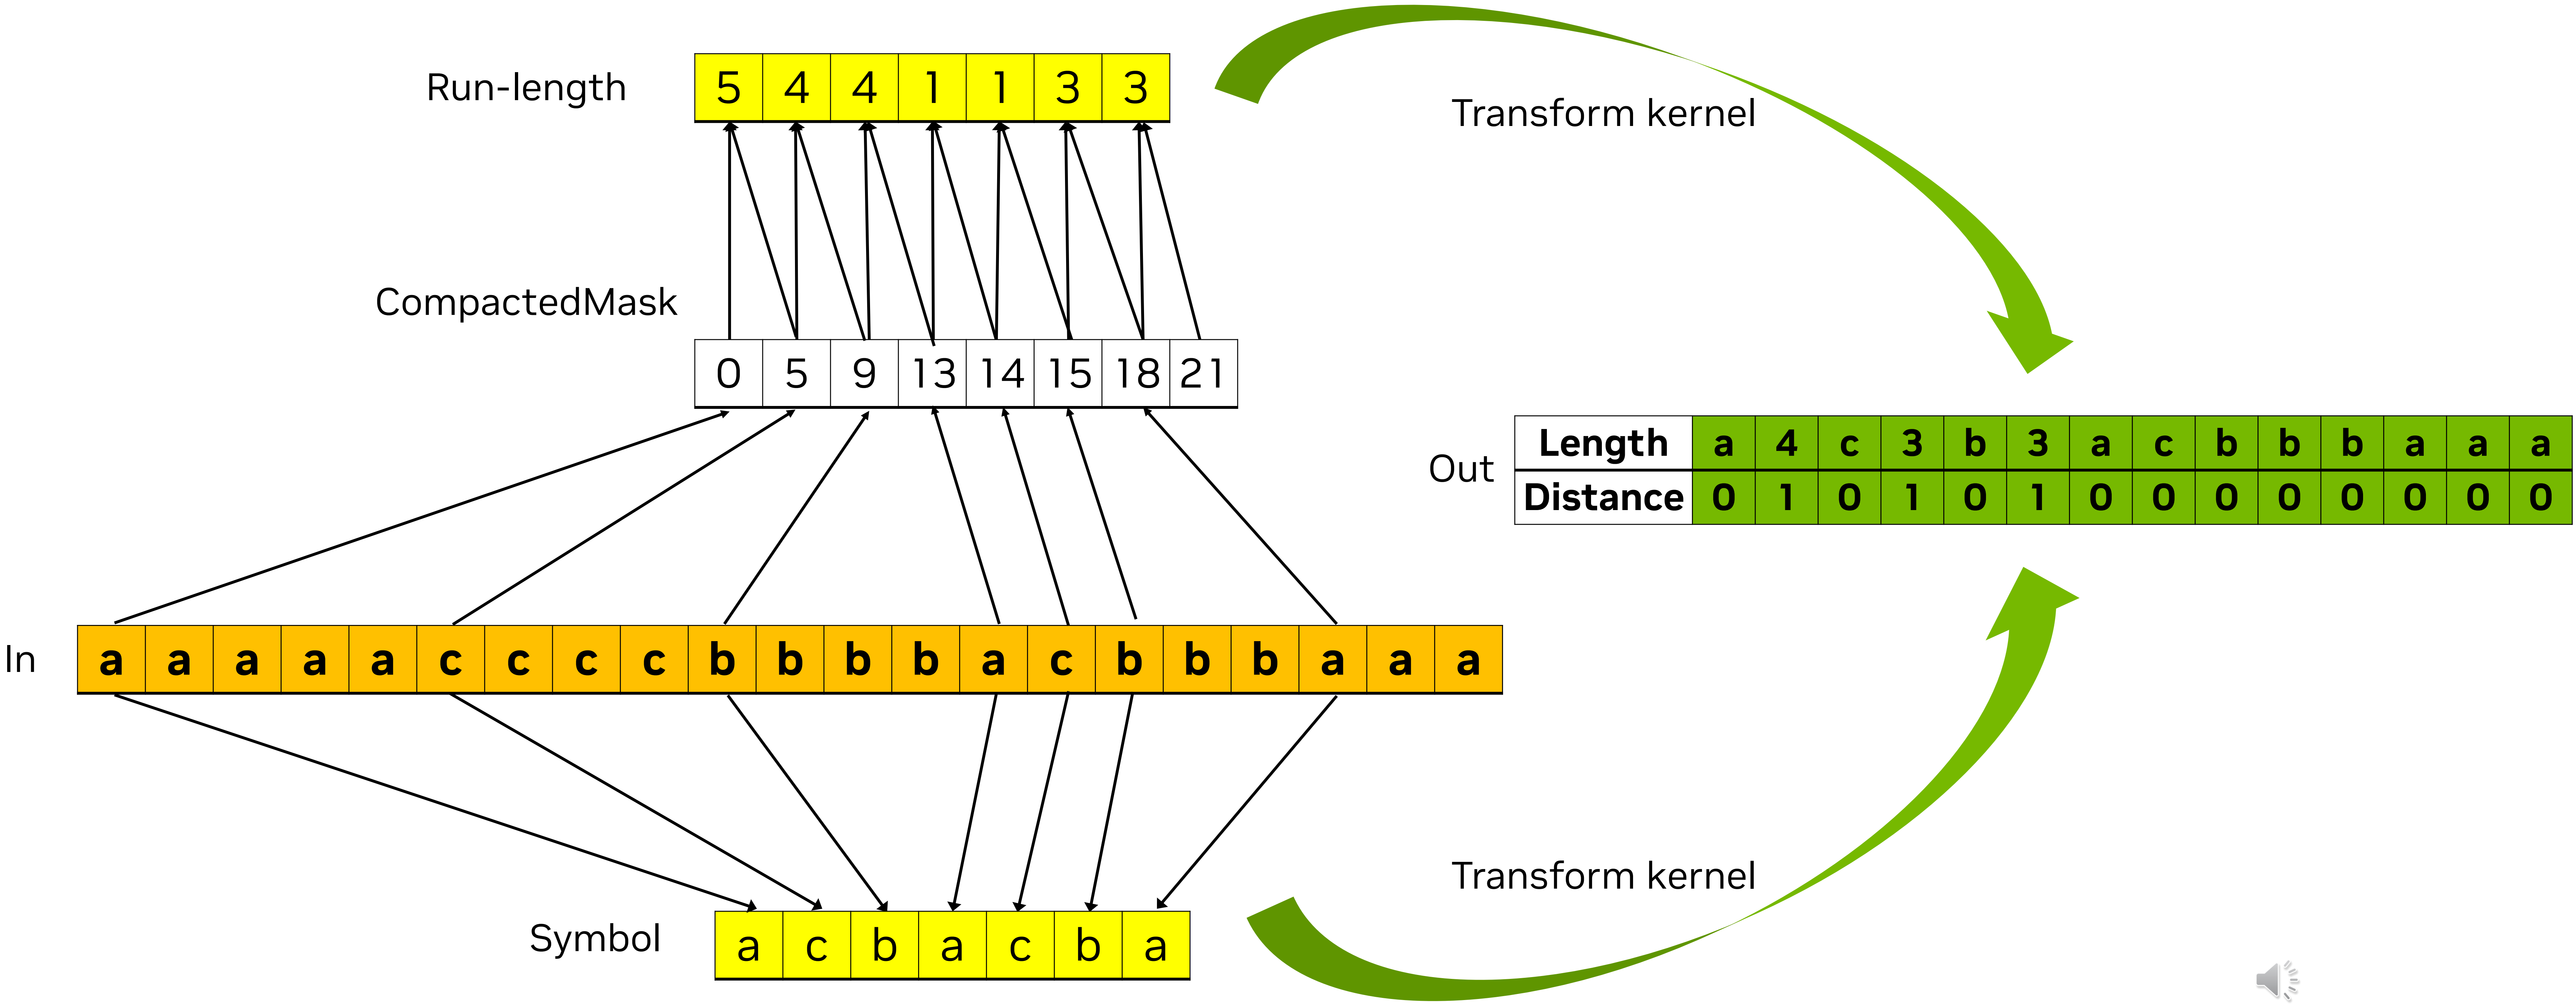 Run-length 5 4 4 1 1 3 3
Transform kernel
CompactedMask
0 5 9 13 14 15 18 21
Out
Length a 4 c 3 b 3 a c b b b a a a
Distance 0 1 0 1 0 1 0 0 0 0 0 0 0 0
In a a a a a c c c c b b b b a c b b b a a a
Transform kernel
Symbol a c b a c b a